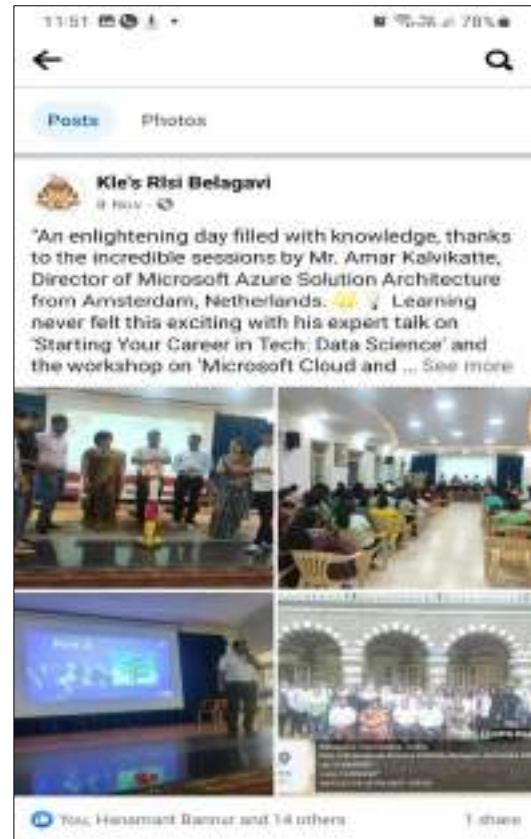 11:51
78%
Posts Photos
Kle's Rlsi Belagavi
9 Nov
"An enlightening day filled with knowledge, thanks
to the incredible sessions by Mr. Amar Kalvikatte,
Director of Microsoft Azure Solution Architecture
from Amsterdam, Netherlands. Learning
never felt this exciting with his expert talk on
'Starting Your Career in Tech: Data Science' and
the workshop on 'Microsoft Cloud and ... See more
You, Hanamant Bannur and 14 others 1 share